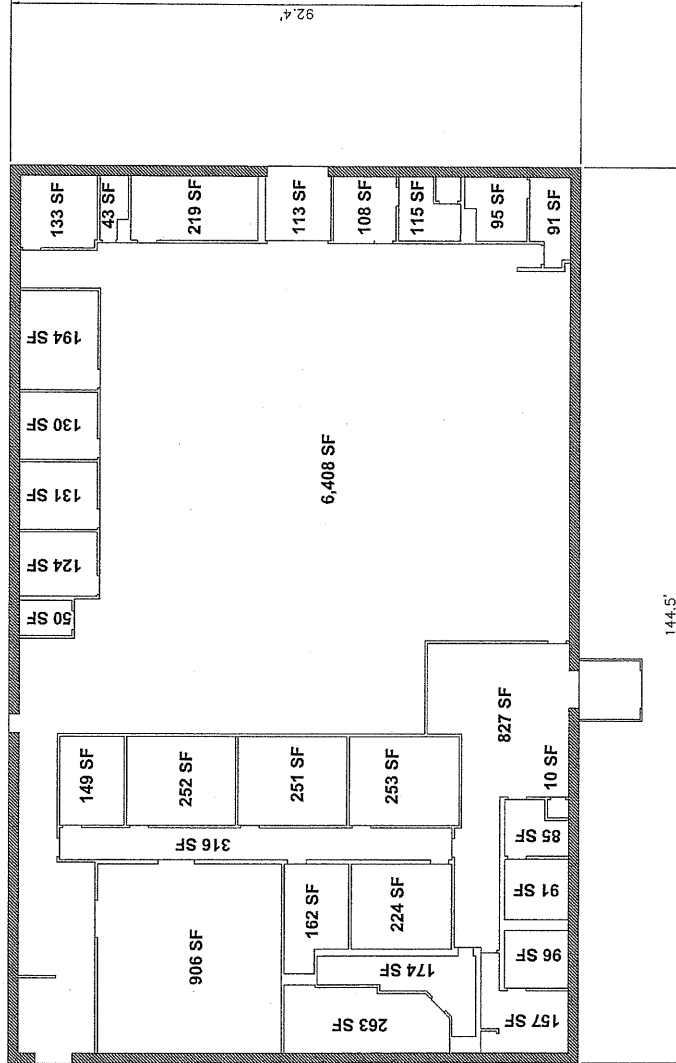 92.4'
133 SF
43 SF
219 SF
113 SF
108 SF
115 SF
95 SF
91 SF
194 SF
130 SF
131 SF
124 SF
50 SF
6,408 SF
144.5'
149 SF
252 SF
251 SF
253 SF
827 SF
10 SF
316 SF
85 SF
91 SF
96 SF
157 SF
906 SF
162 SF
224 SF
174 SF
263 SF